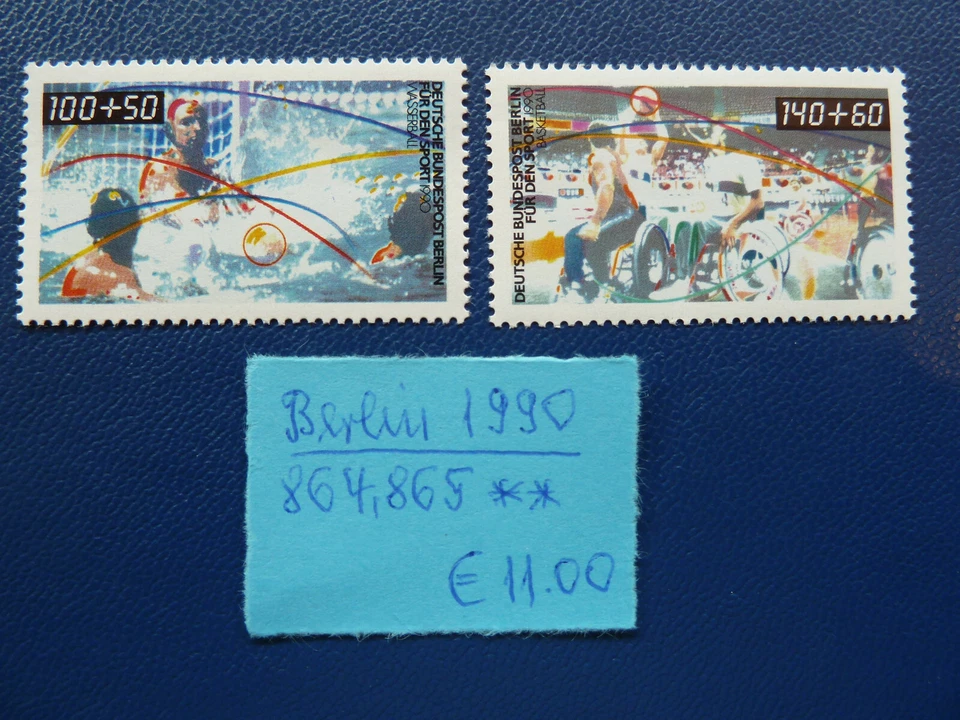 100+50
DEUTSCHE BUNDESPOST BERLIN
FÜR DEN SPORT 1990
WASSERBALL
140+60
DEUTSCHE BUNDESPOST BERLIN
FÜR DEN SPORT 1990
BASKETBALL
Berlin 1990
864,865 **
€ 11.00